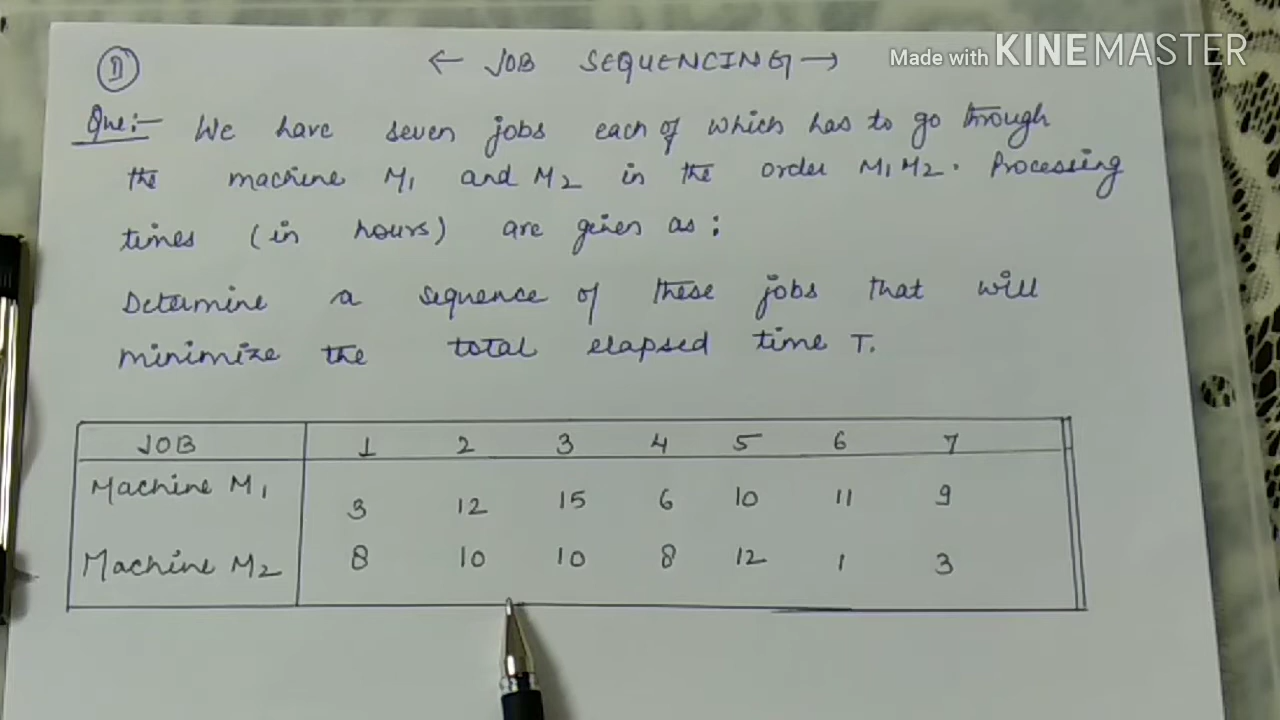 Made with KINEMASTER
1) ← JOB SEQUENCING →
Que:- We have seven jobs each of which has to go through
the machine M1 and M2 in the order M1 M2. Processing
times (in hours) are given as:
Determine a sequence of these jobs that will
minimize the total elapsed time T.
JOB 1 2 3 4 5 6 7
Machine M1 3 12 15 6 10 11 9
Machine M2 8 10 10 8 12 1 3